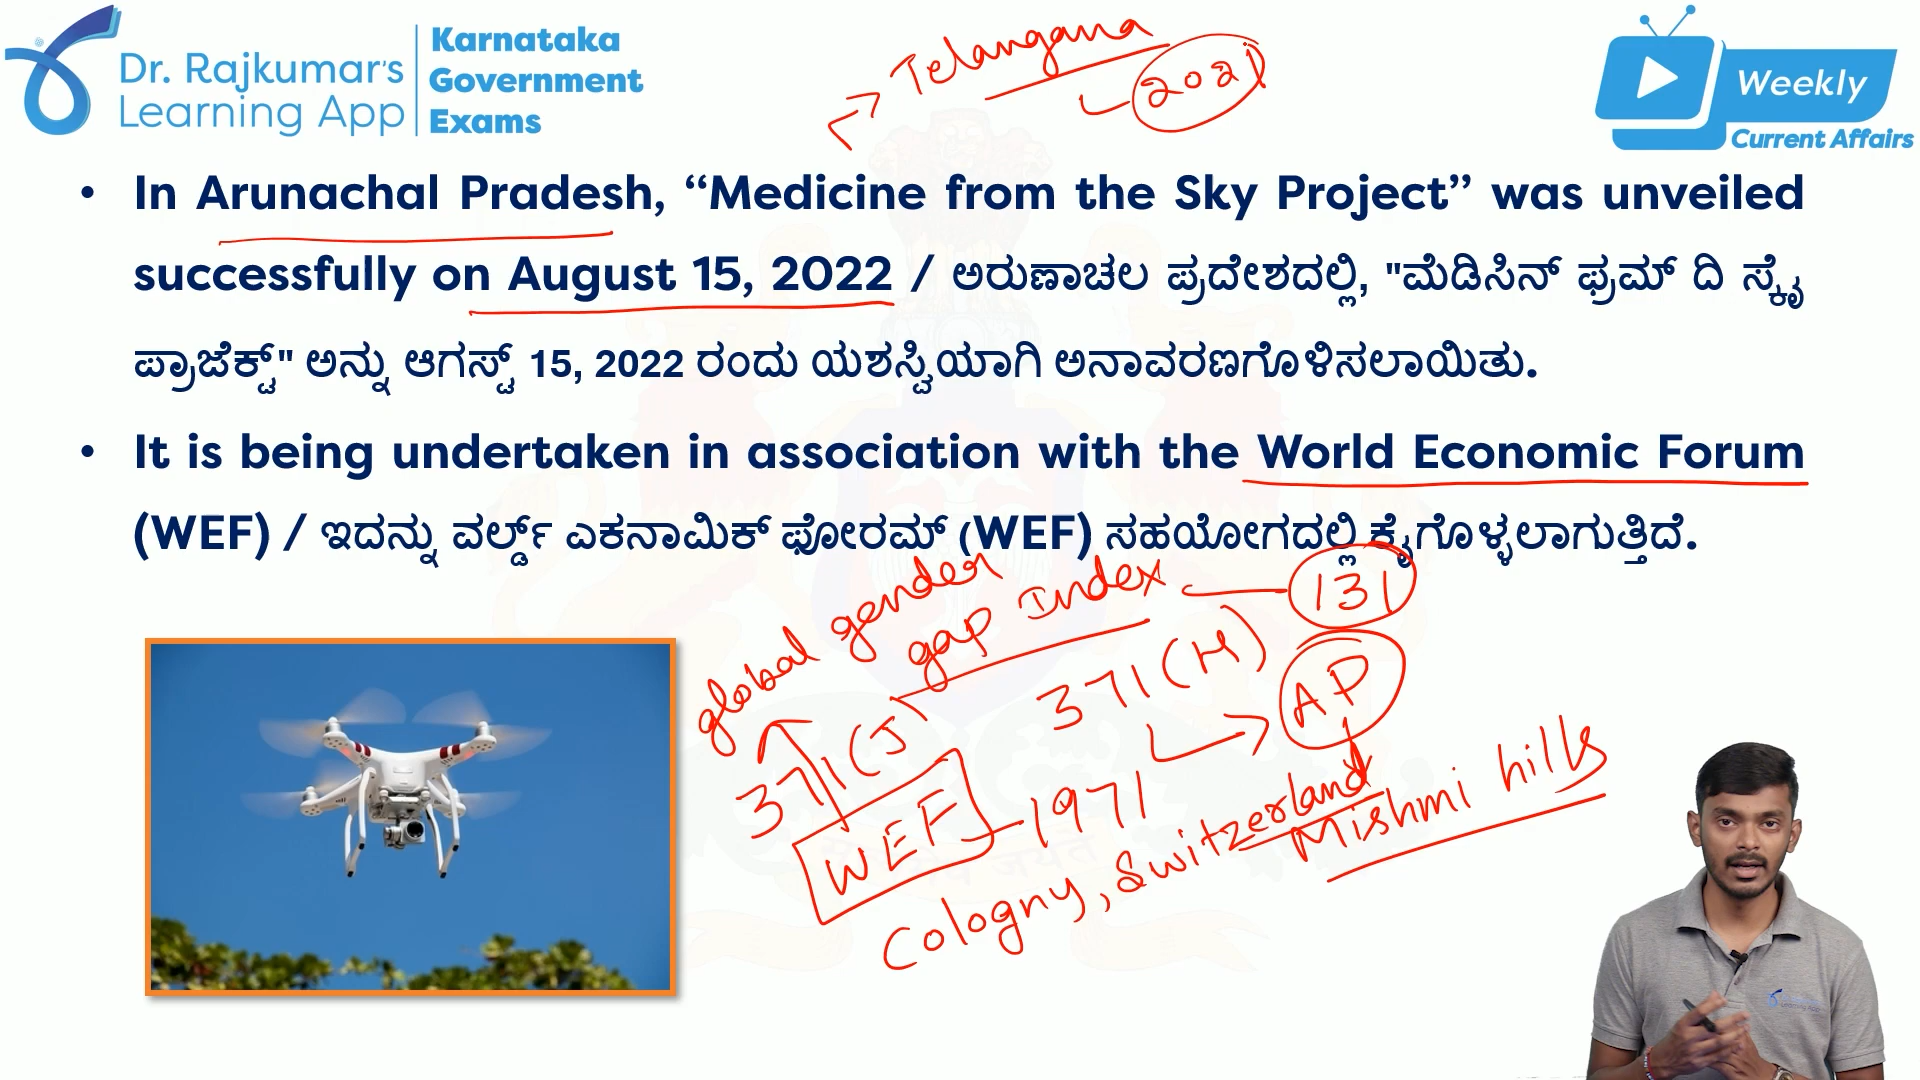 Dr. Rajkumar's
Learning App
Karnataka
Government
Exams
Telangana
2021
Weekly
Current Affairs
• In Arunachal Pradesh, “Medicine from the Sky Project” was unveiled
successfully on August 15, 2022 / ಅರುಣಾಚಲ ಪ್ರದೇಶದಲ್ಲಿ, "ಮೆಡಿಸಿನ್ ಫ್ರಮ್ ದಿ ಸ್ಕೈ
ಪ್ರಾಜೆಕ್ಟ್" ಅನ್ನು ಆಗಸ್ಟ್ 15, 2022 ರಂದು ಯಶಸ್ವಿಯಾಗಿ ಅನಾವರಣಗೊಳಿಸಲಾಯಿತು.
• It is being undertaken in association with the World Economic Forum
(WEF) / ಇದನ್ನು ವರ್ಲ್ಡ್ ಎಕನಾಮಿಕ್ ಫೋರಮ್ (WEF) ಸಹಯೋಗದಲ್ಲಿ ಕೈಗೊಳ್ಳಲಾಗುತ್ತಿದೆ.
global gender
gap Index
131
371(J)
371(H)
AP
WEF
1971
Mishmi hills
Cologny, Switzerland